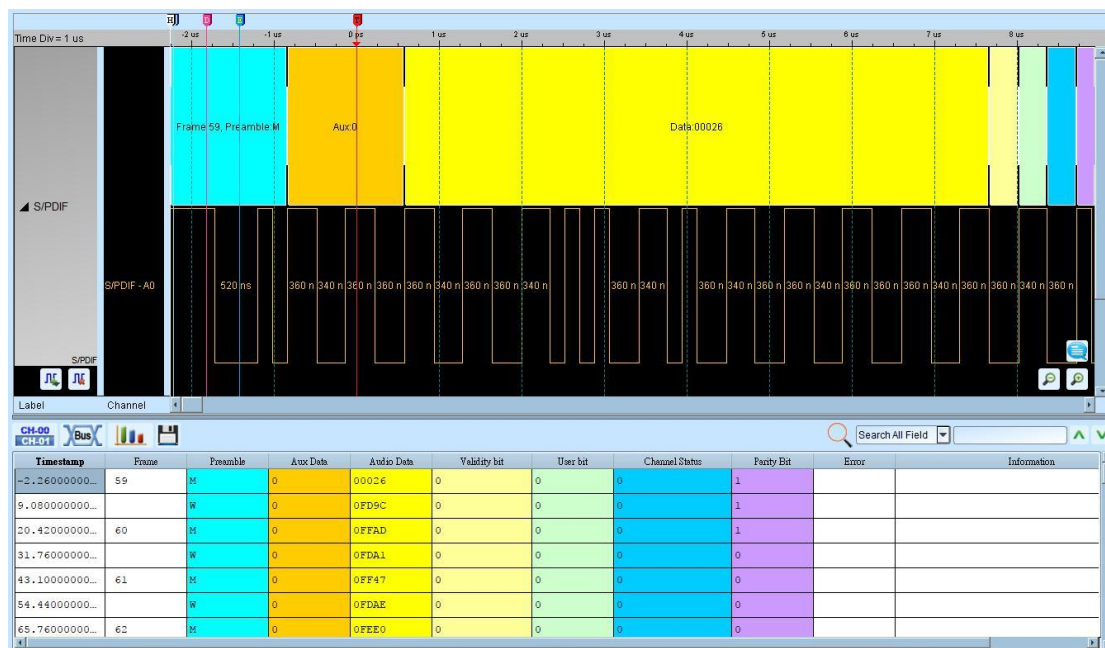 H D E T
Time Div = 1 us -2 us -1 us 0 ps 1 us 2 us 3 us 4 us 5 us 6 us 7 us 8 us
Frame:59, Preamble:M Aux:0 Data:00026
S/PDIF
S/PDIF - A0 520 ns 360 n 340 n 360 n 360 n 360 n 340 n 360 n 360 n 340 n 360 n 340 n 360 n 340 n 360 n 360 n 340 n 360 n 360 n 360 n 340 n 360 n 360 n 340 n 360 n
S/PDIF
Label Channel
CH-00 CH-01 Bus Search All Field
Timestamp Frame Preamble Aux Data Audio Data Validity bit User bit Channel Status Parity Bit Error Information
-2.26000000... 59 M 0 00026 0 0 0 1
9.080000000... W 0 0FD9C 0 0 0 1
20.42000000... 60 M 0 0FFAD 0 0 0 1
31.76000000... W 0 0FDA1 0 0 0 0
43.10000000... 61 M 0 0FF47 0 0 0 0
54.44000000... W 0 0FDAE 0 0 0 0
65.76000000... 62 M 0 0FEE0 0 0 0 0